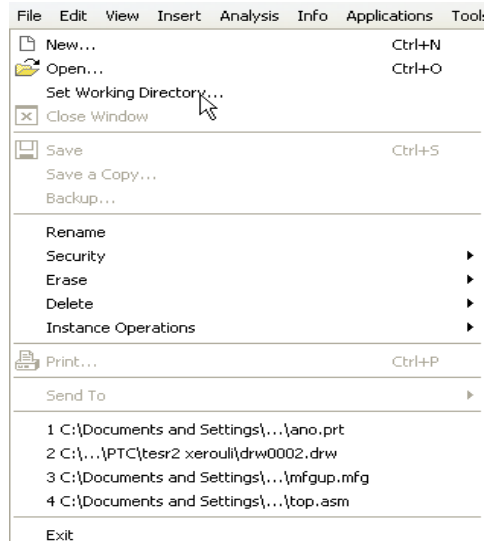 File Edit View Insert Analysis Info Applications Tools
New... Ctrl+N
Open... Ctrl+O
Set Working Directory...
Close Window
Save Ctrl+S
Save a Copy...
Backup...
Rename
Security
Erase
Delete
Instance Operations
Print... Ctrl+P
Send To
1 C:\Documents and Settings\...\ano.prt
2 C:\...\PTC\tesr2 xerouli\drw0002.drw
3 C:\Documents and Settings\...\mfgup.mfg
4 C:\Documents and Settings\...\top.asm
Exit